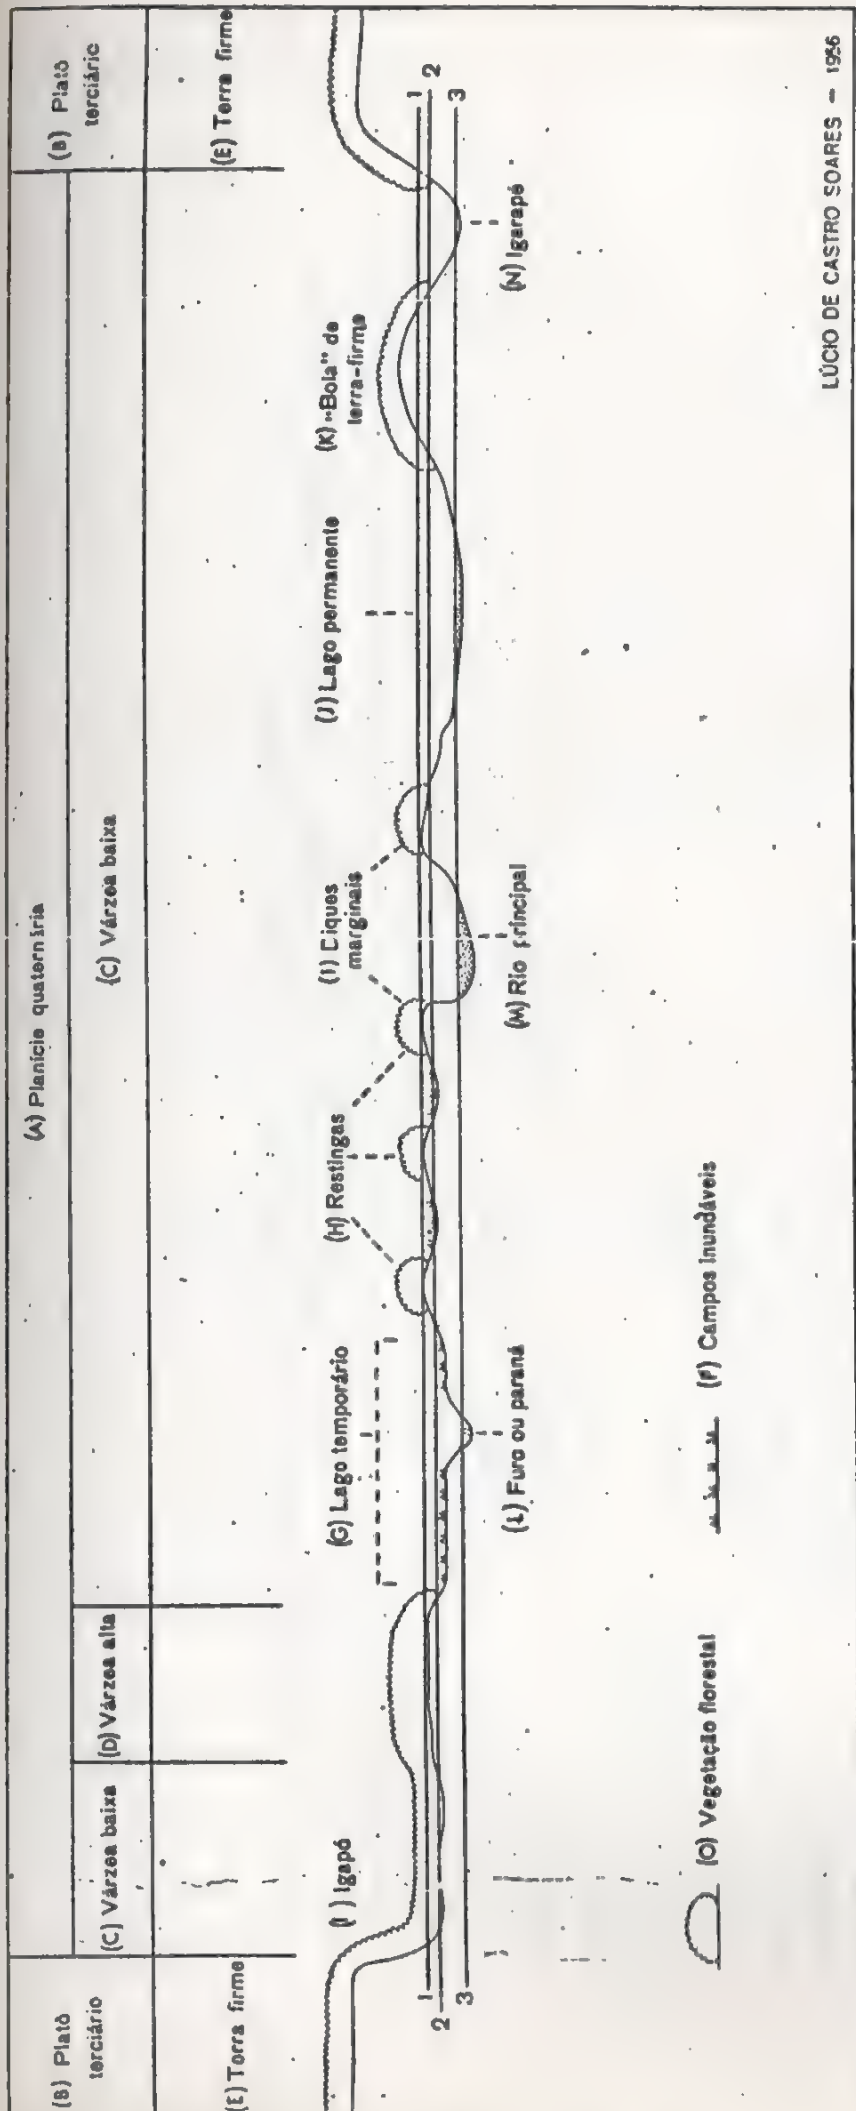 (A) Planície quaternária
(B) Platô
terciário
(C) Várzea baixa
(D) Várzea alta
(C) Várzea baixa
(B) Platô
terciário
(E) Terra firme
(E) Terra firme
(I) Igapó
(G) Lago temporário
(H) Restingas
(I) Diques
marginais
(J) Lago permanente
(K) "Bola" de
terra-firme
1
2
3
1
2
3
(L) Furo ou paraná
(M) Rio principal
(N) Igarapé
(O) Vegetação florestal
(F) Campos inundáveis
LÚCIO DE CASTRO SOARES - 1956